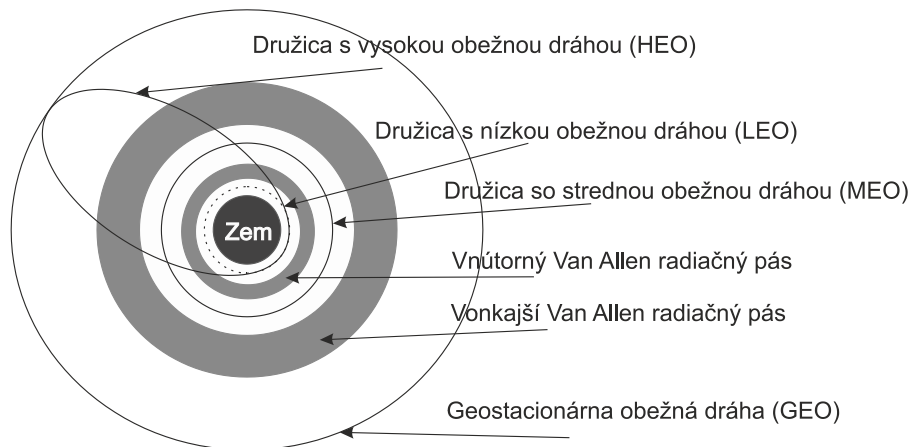 Družica s vysokou obežnou dráhou (HEO)
Družica s nízkou obežnou dráhou (LEO)
Družica so strednou obežnou dráhou (MEO)
Zem
Vnútorný Van Allen radiačný pás
Vonkajší Van Allen radiačný pás
Geostacionárna obežná dráha (GEO)